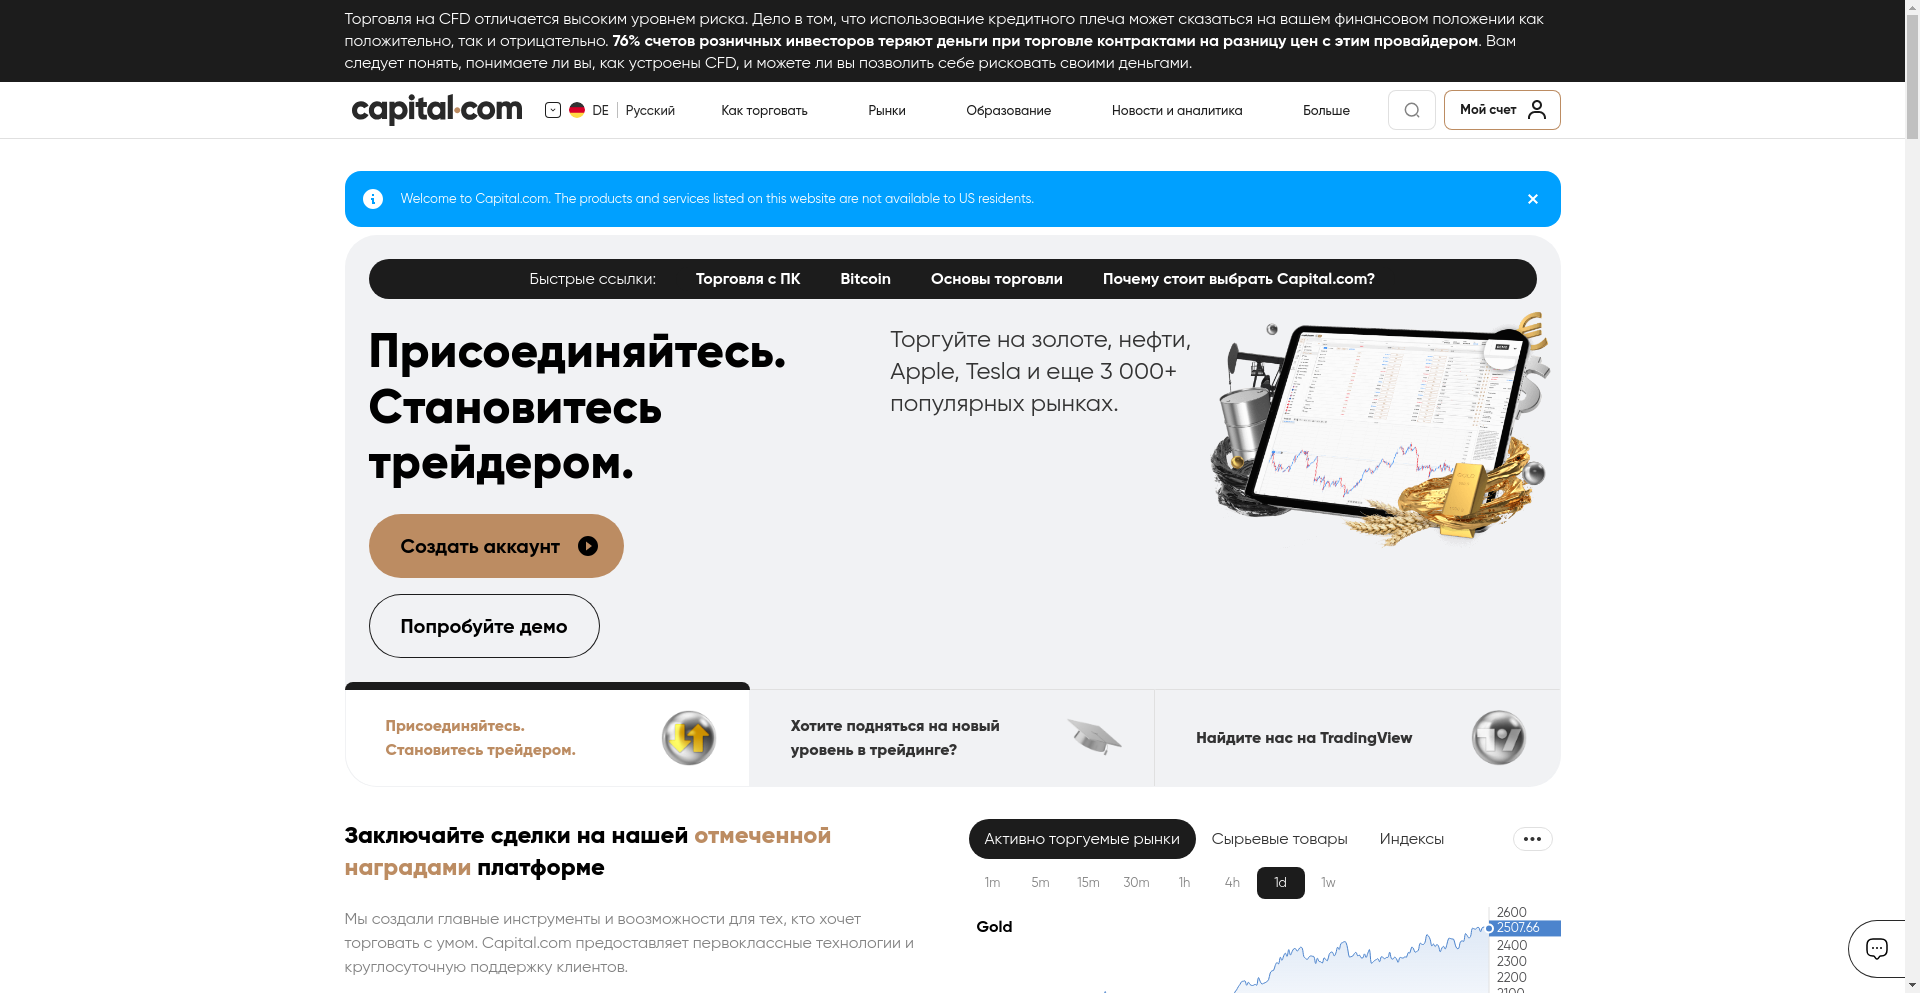 Торговля на CFD отличается высоким уровнем риска. Дело в том, что использование кредитного плеча может сказаться на вашем финансовом положении как
положительно, так и отрицательно. 76% счетов розничных инвесторов теряют деньги при торговле контрактами на разницу цен с этим провайдером. Вам
следует понять, понимаете ли вы, как устроены CFD, и можете ли вы позволить себе рисковать своими деньгами.
capital.com
DE
Русский
Как торговать
Рынки
Образование
Новости и аналитика
Больше
Мой счет
Welcome to Capital.com. The products and services listed on this website are not available to US residents.
Быстрые ссылки:
Торговля с ПК
Bitcoin
Основы торговли
Почему стоит выбрать Capital.com?
Присоединяйтесь.
Становитесь
трейдером.
Торгуйте на золоте, нефти,
Apple, Tesla и еще 3 000+
популярных рынках.
Создать аккаунт
Попробуйте демо
Присоединяйтесь.
Становитесь трейдером.
Хотите подняться на новый
уровень в трейдинге?
Найдите нас на TradingView
Заключайте сделки на нашей отмеченной
наградами платформе
Мы создали главные инструменты и воозможности для тех, кто хочет
торговать с умом. Capital.com предоставляет первоклассные технологии и
круглосуточную поддержку клиентов.
Активно торгуемые рынки
Сырьевые товары
Индексы
1m
5m
15m
30m
1h
4h
1d
1w
Gold
2600
2507.66
2400
2300
2200
2100